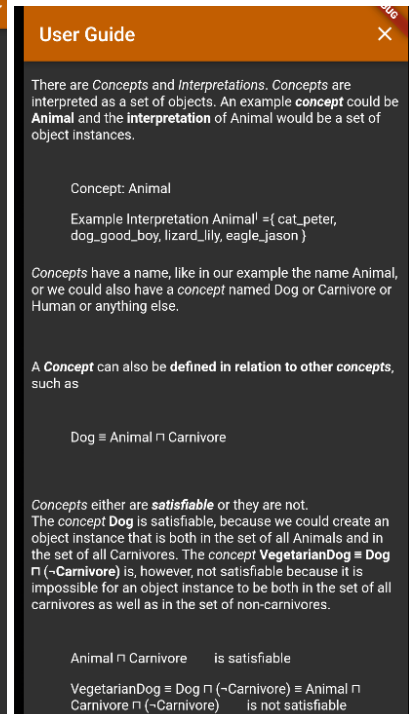 UG
User Guide
There are Concepts and Interpretations. Concepts are
interpreted as a set of objects. An example concept could be
Animal and the interpretation of Animal would be a set of
object instances.
Concept: Animal
Example Interpretation Animalᴵ ={ cat_peter,
dog_good_boy, lizard_lily, eagle_jason }
Concepts have a name, like in our example the name Animal,
or we could also have a concept named Dog or Carnivore or
Human or anything else.
A Concept can also be defined in relation to other concepts,
such as
Dog ≡ Animal ⊓ Carnivore
Concepts either are satisfiable or they are not.
The concept Dog is satisfiable, because we could create an
object instance that is both in the set of all Animals and in
the set of all Carnivores. The concept VegetarianDog ≡ Dog
⊓ (¬Carnivore) is, however, not satisfiable because it is
impossible for an object instance to be both in the set of all
carnivores as well as in the set of non-carnivores.
Animal ⊓ Carnivore is satisfiable
VegetarianDog ≡ Dog ⊓ (¬Carnivore) ≡ Animal ⊓
Carnivore ⊓ (¬Carnivore) is not satisfiable